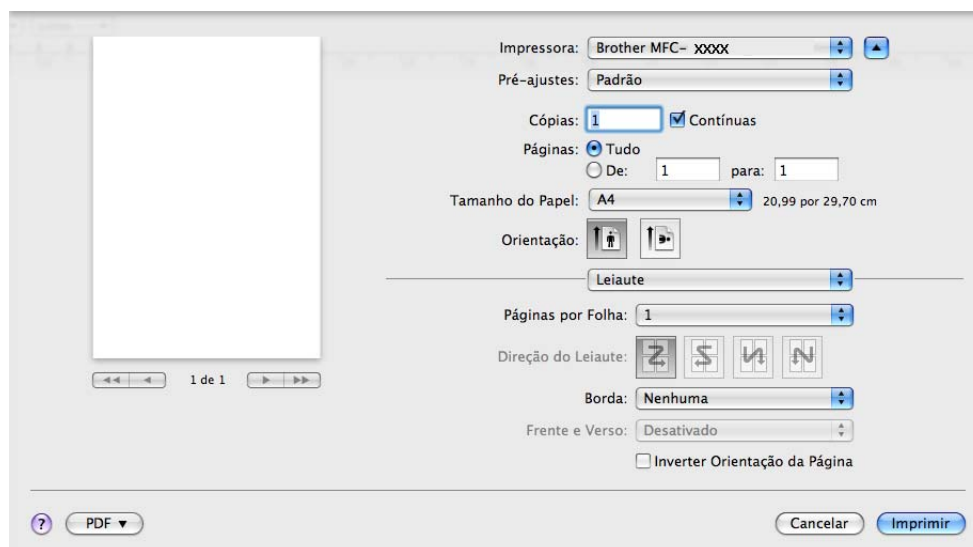 Impressora: Brother MFC- XXXX
Pré-ajustes: Padrão
Cópias: 1 Contínuas
Páginas: Tudo
De: 1 para: 1
Tamanho do Papel: A4 20,99 por 29,70 cm
Orientação:
Leiaute
Páginas por Folha: 1
Direção do Leiaute:
1 de 1
Borda: Nenhuma
Frente e Verso: Desativado
Inverter Orientação da Página
? PDF Cancelar Imprimir